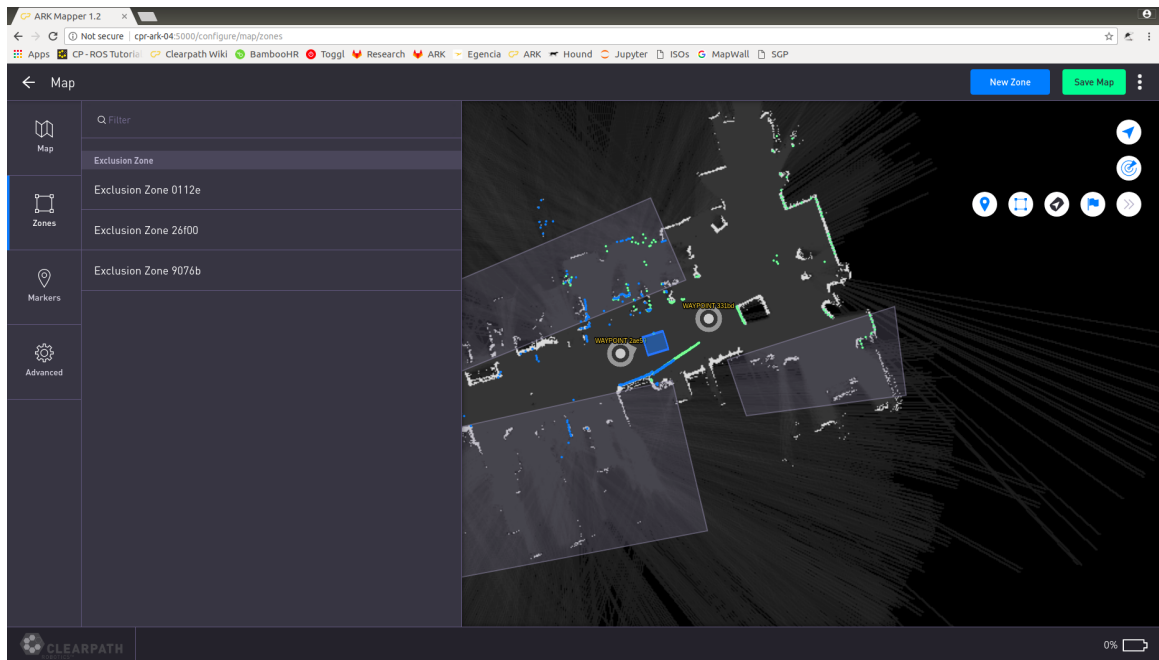 ARK Mapper 1.2
Not secure | cpr-ark-04:5000/configure/map/zones
Apps CP - ROS Tutorial Clearpath Wiki BambooHR Toggl Research ARK Egencia ARK Hound Jupyter ISOs MapWall SGP
Map New Zone Save Map
Filter
Map
Exclusion Zone
Exclusion Zone 0112e
Zones
Exclusion Zone 26f00
Exclusion Zone 9076b
Markers
WAYPOINT 331bd
WAYPOINT 2ae5
Advanced
CLEARPATH
0%